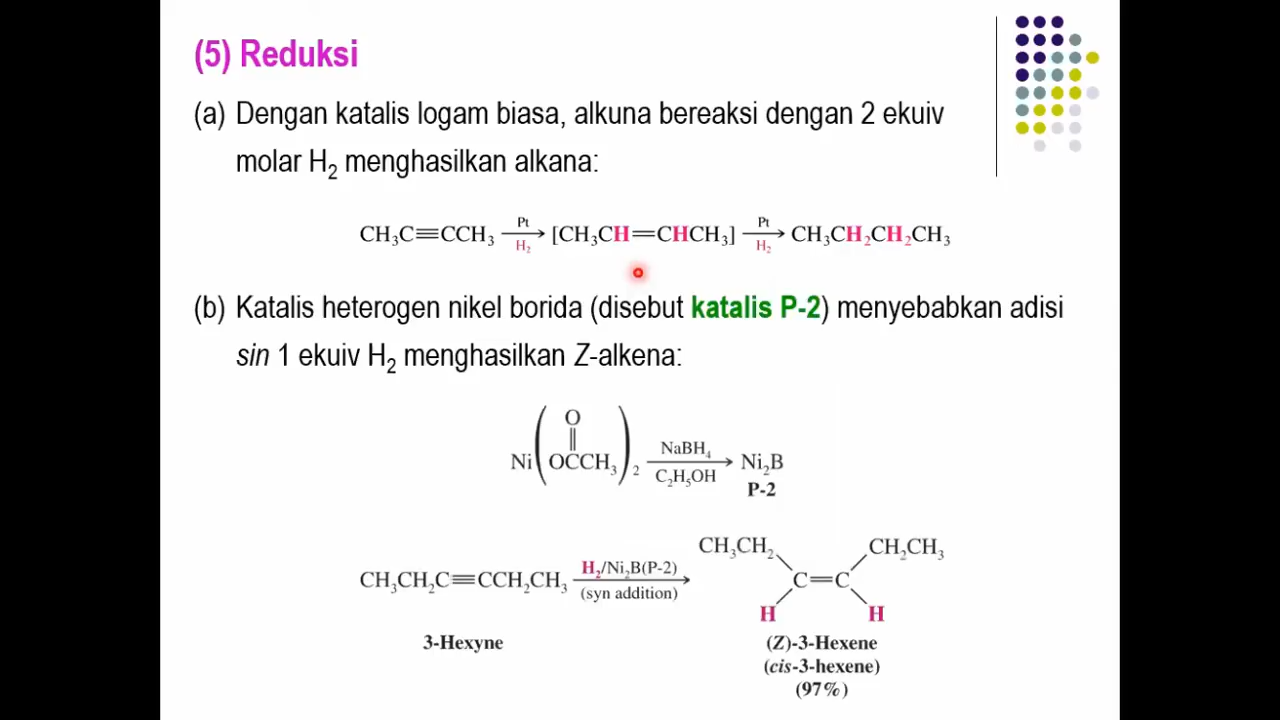 (5) Reduksi
(a) Dengan katalis logam biasa, alkuna bereaksi dengan 2 ekuiv
molar H₂ menghasilkan alkana:
Pt Pt
CH₃C≡CCH₃ ⟶ [CH₃CH=CHCH₃] ⟶ CH₃CH₂CH₂CH₃
H₂ H₂
(b) Katalis heterogen nikel borida (disebut katalis P-2) menyebabkan adisi
sin 1 ekuiv H₂ menghasilkan Z-alkena:
O
||
NaBH₄
Ni(OCCH₃)₂ ⟶ Ni₂B
C₂H₅OH
P-2
CH₃CH₂ CH₂CH₃
H₂/Ni₂B(P-2)
CH₃CH₂C≡CCH₂CH₃ ⟶ C=C
(syn addition)
H H
3-Hexyne (Z)-3-Hexene
(cis-3-hexene)
(97%)